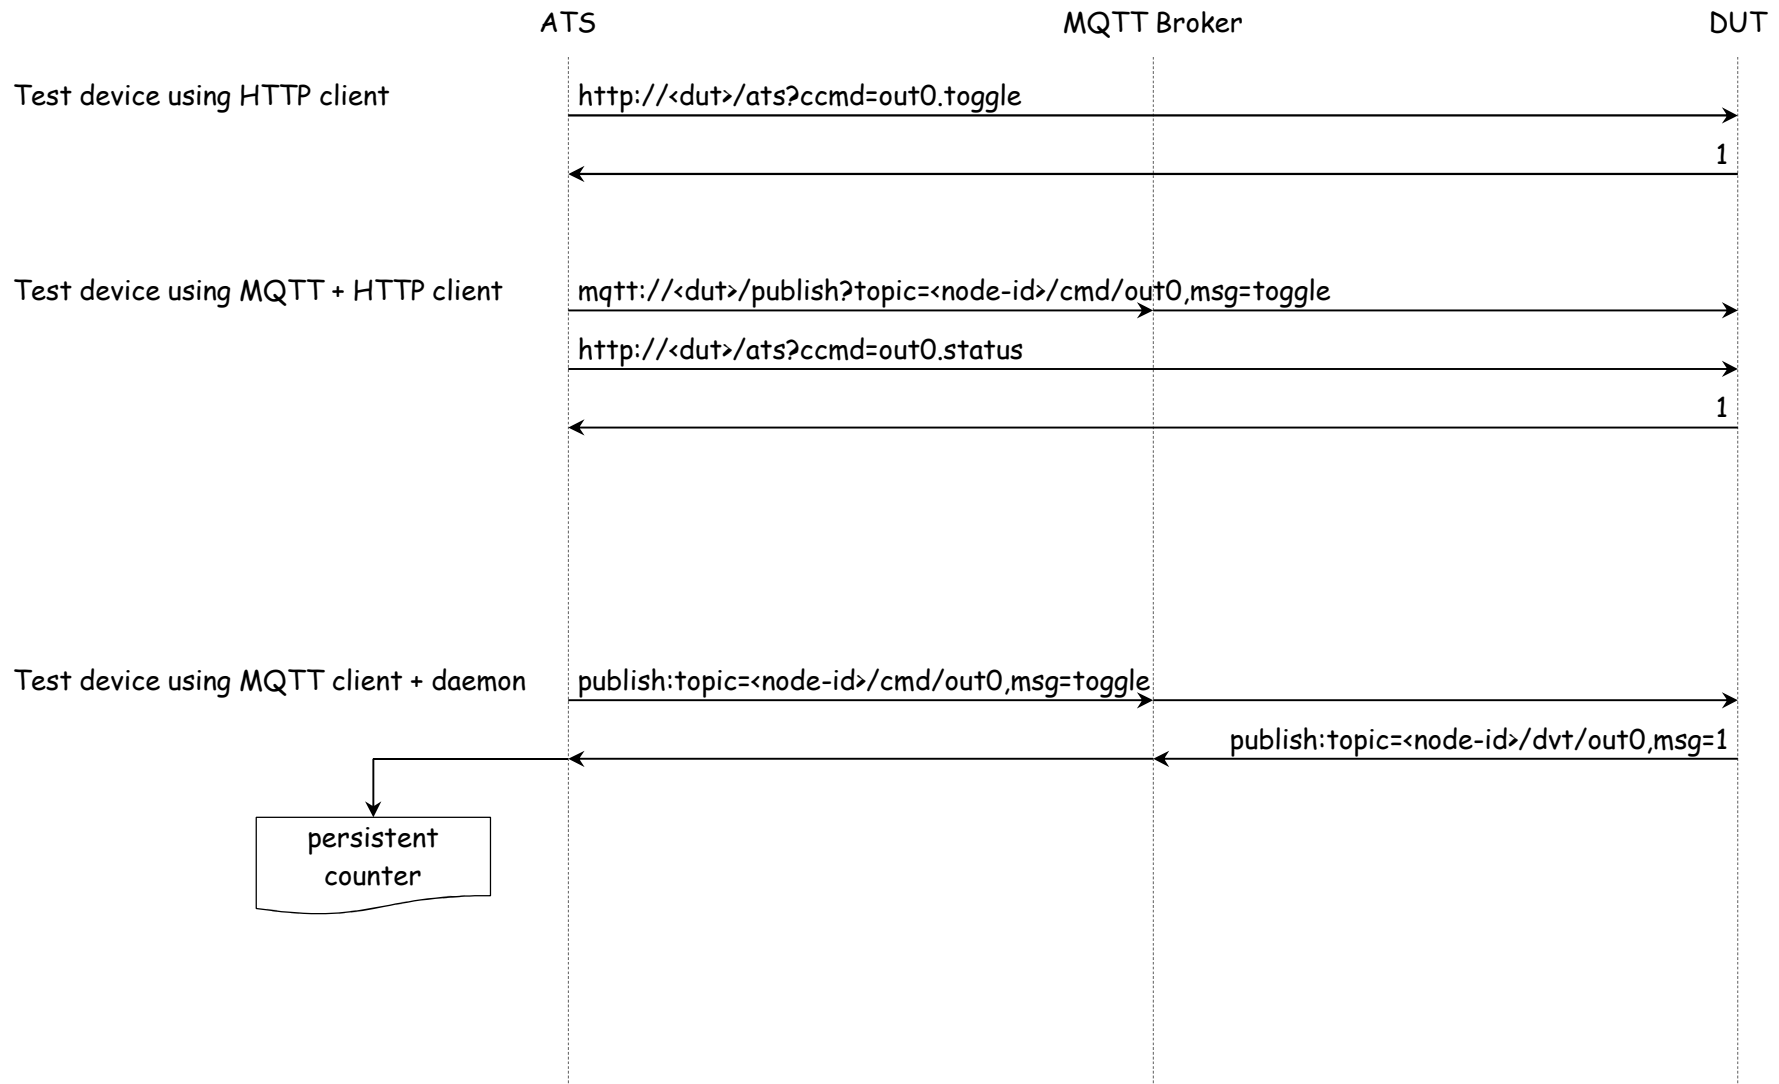 ATS
MQTT Broker
DUT
Test device using HTTP client
http://<dut>/ats?ccmd=out0.toggle
1
Test device using MQTT + HTTP client
mqtt://<dut>/publish?topic=<node-id>/cmd/out0,msg=toggle
http://<dut>/ats?ccmd=out0.status
1
Test device using MQTT client + daemon
publish:topic=<node-id>/cmd/out0,msg=toggle
publish:topic=<node-id>/dvt/out0,msg=1
persistent
counter